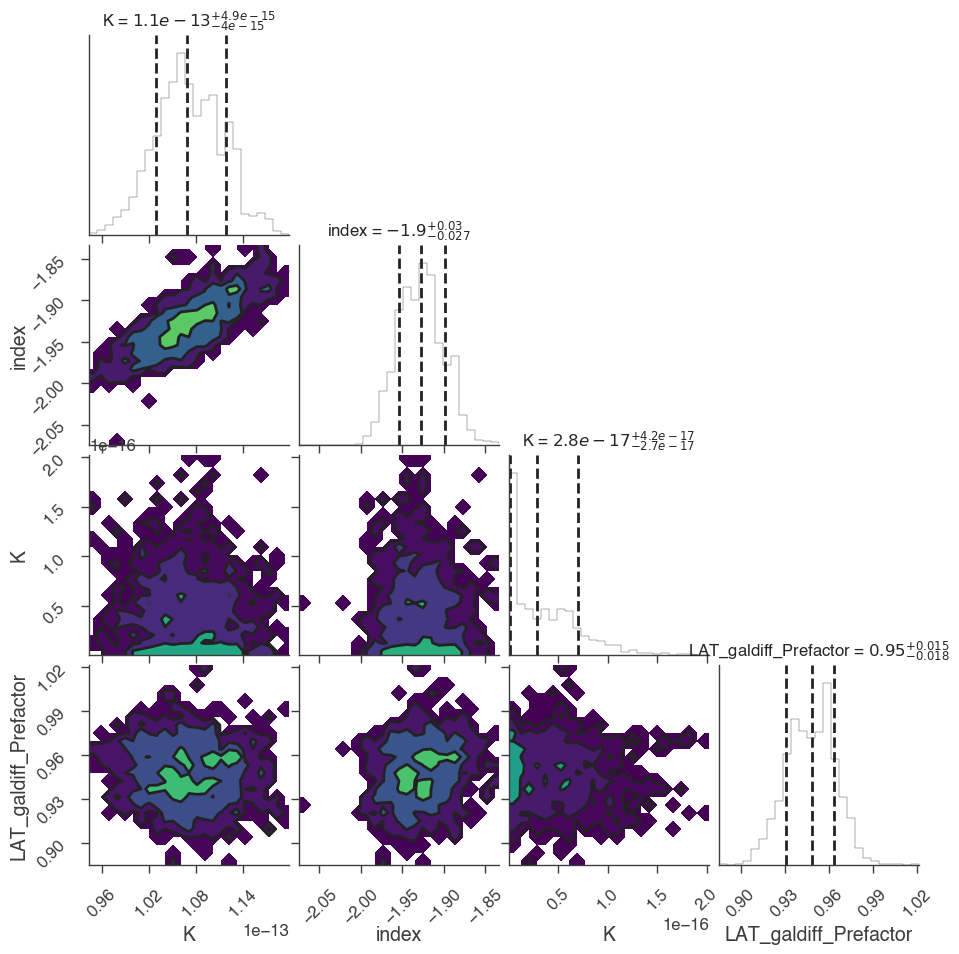 K = 1.1e−13 +4.9e−15 −4e−15
index = −1.9 +0.03 −0.027
−1.85
−1.90
−1.95
−2.00
−2.05
index
1e−16
K = 2.8e−17 +4.2e−17 −2.7e−17
2.0
1.5
1.0
0.5
K
LAT_galdiff_Prefactor = 0.95 +0.015 −0.018
1.02
0.99
0.96
0.93
0.90
LAT_galdiff_Prefactor
0.96 1.02 1.08 1.14
1e−13
K
−2.05 −2.00 −1.95 −1.90 −1.85
index
0.5 1.0 1.5 2.0
1e−16
K
0.90 0.93 0.96 0.99 1.02
LAT_galdiff_Prefactor